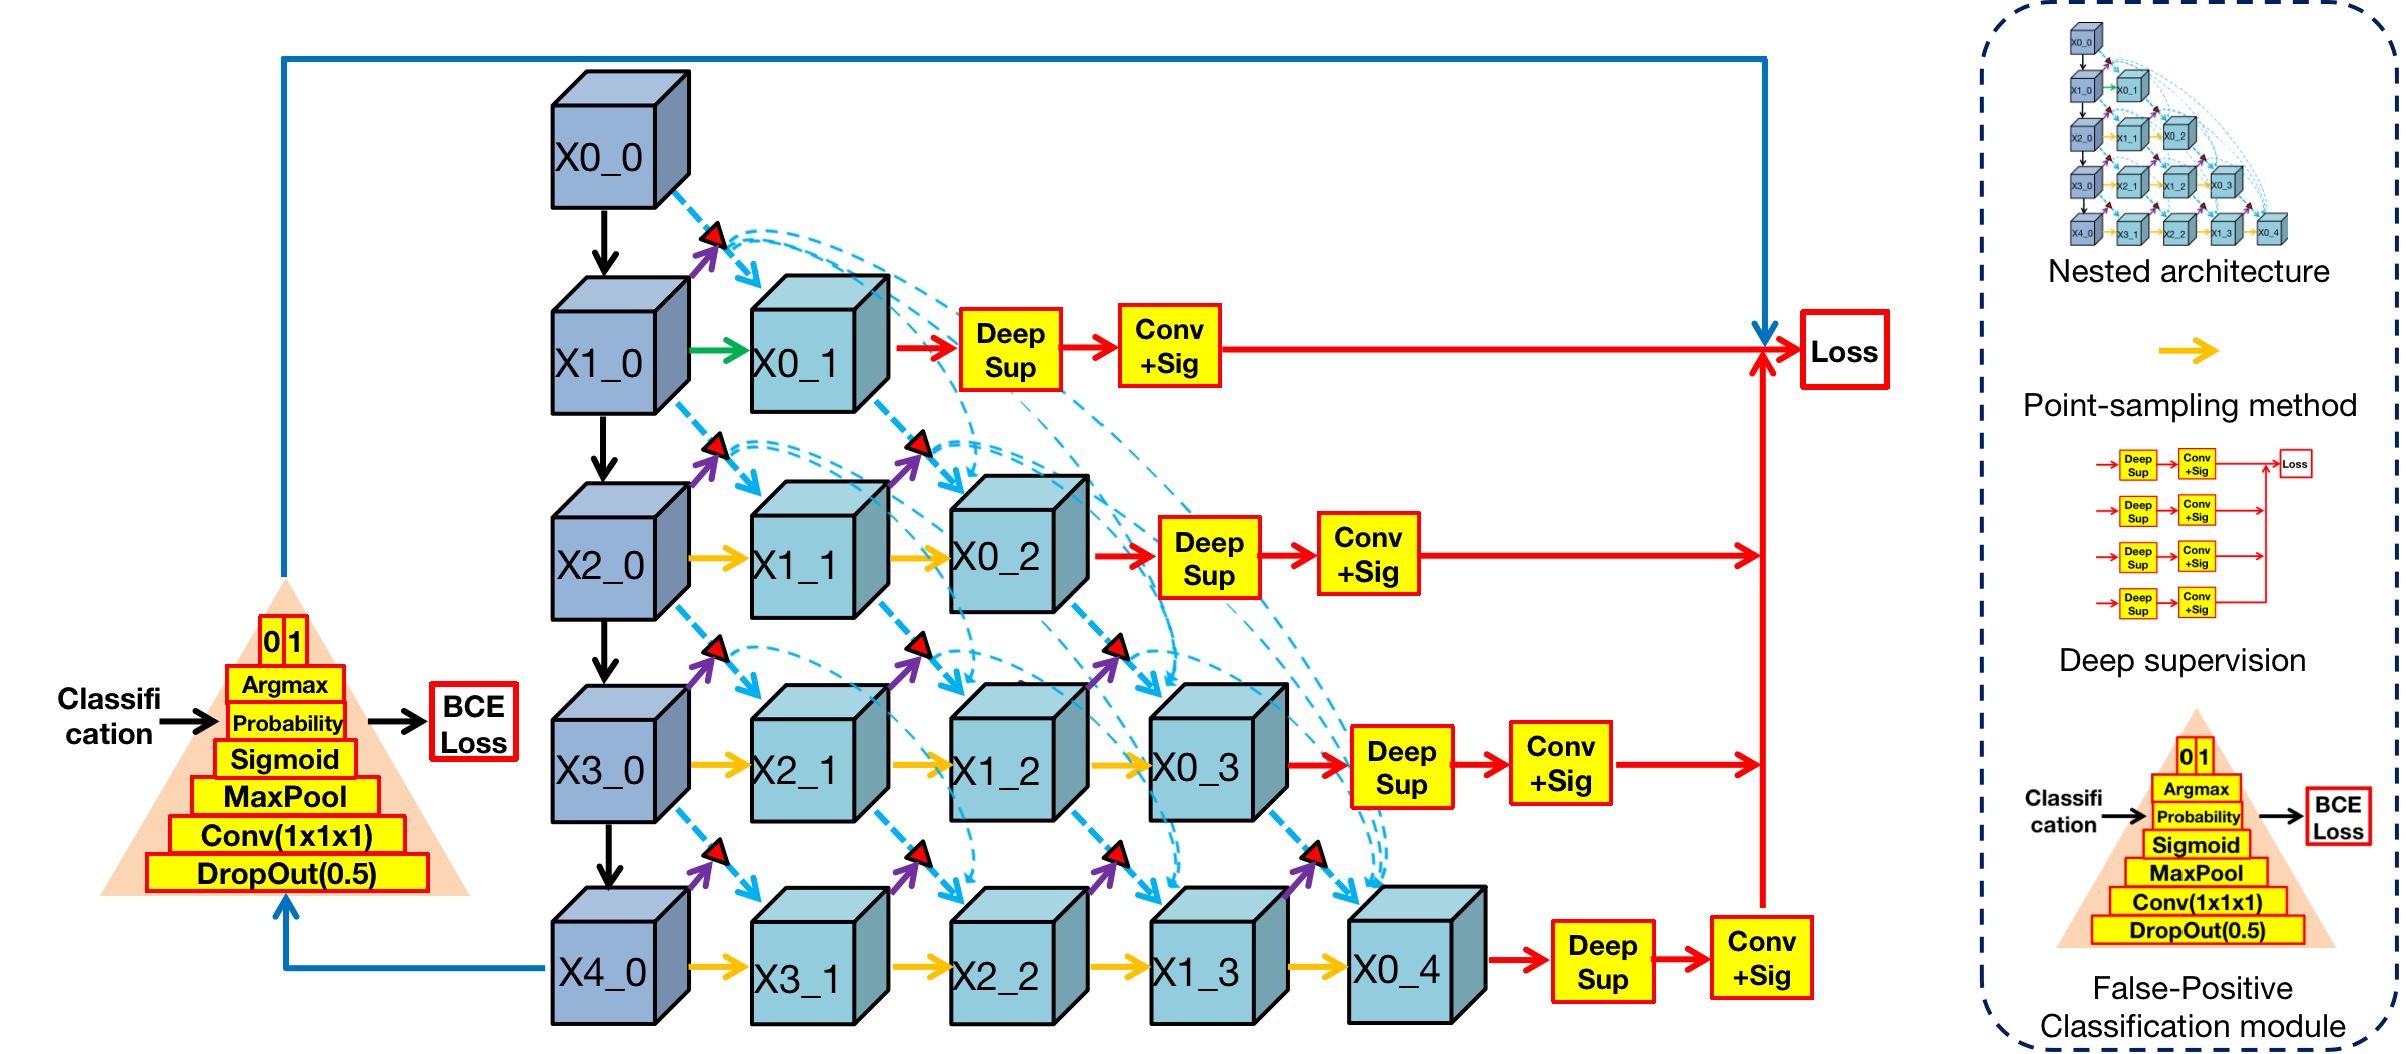 X0_0
X1_0
X0_1
Deep
Sup
Conv
+Sig
Loss
X2_0
X1_1
X0_2
Deep
Sup
Conv
+Sig
X3_0
X2_1
X1_2
X0_3
Deep
Sup
Conv
+Sig
X4_0
X3_1
X2_2
X1_3
X0_4
Deep
Sup
Conv
+Sig
0 1
Argmax
Probability
Sigmoid
MaxPool
Conv(1x1x1)
DropOut(0.5)
Classifi
cation
BCE
Loss
X0_0
X1_0
X0_1
X2_0
X1_1
X0_2
X3_0
X2_1
X1_2
X0_3
X4_0
X3_1
X2_2
X1_3
X0_4
Nested architecture
Point-sampling method
Deep
Sup
Conv
+Sig
Loss
Deep
Sup
Conv
+Sig
Deep
Sup
Conv
+Sig
Deep
Sup
Conv
+Sig
Deep supervision
0 1
Argmax
Probability
Sigmoid
MaxPool
Conv(1x1x1)
DropOut(0.5)
Classifi
cation
BCE
Loss
False-Positive
Classification module